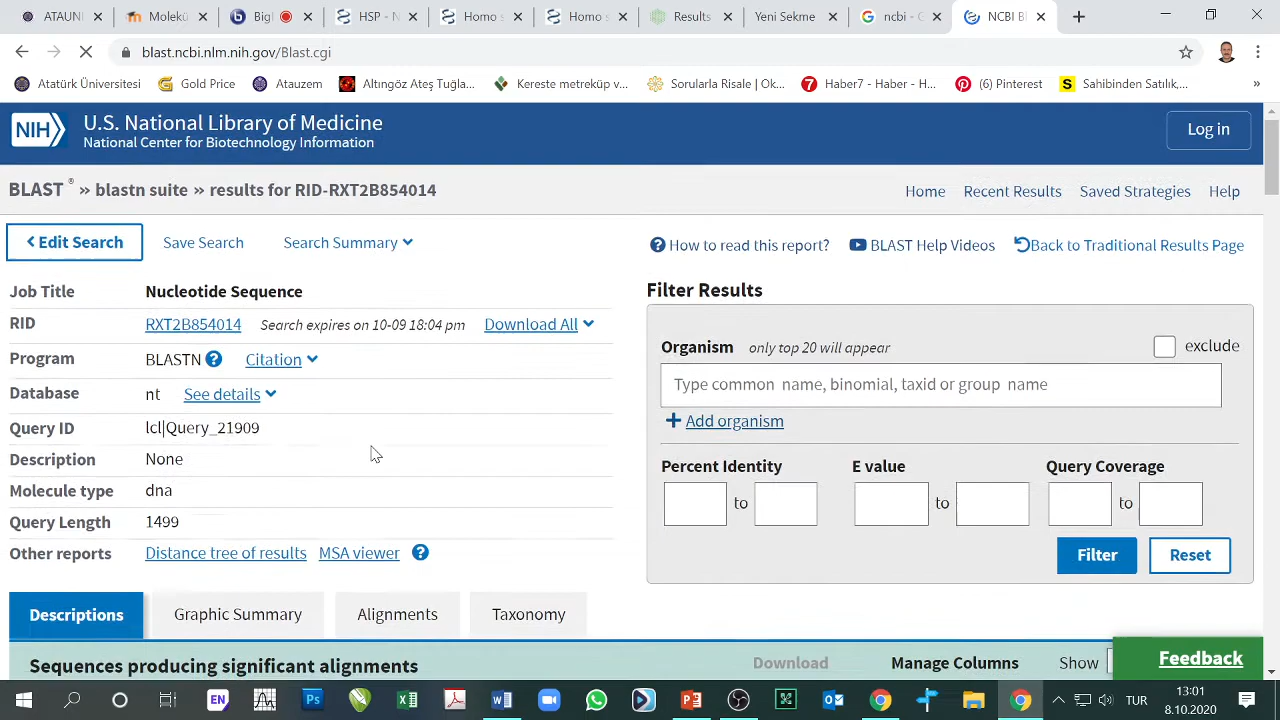 ATAUNI
Molekü
Bigl
HSP - N
Homo s
Homo s
Results
Yeni Sekme
ncbi - G
NCBI Bl
blast.ncbi.nlm.nih.gov/Blast.cgi
Atatürk Üniversitesi
Gold Price
Atauzem
Altıngöz Ateş Tuğla...
Kereste metreküp v...
Sorularla Risale | Ok...
Haber7 - Haber - H...
(6) Pinterest
Sahibinden Satılık,...
NIH
U.S. National Library of Medicine
National Center for Biotechnology Information
Log in
BLAST ® » blastn suite » results for RID-RXT2B854014
Home
Recent Results
Saved Strategies
Help
Edit Search
Save Search
Search Summary
How to read this report?
BLAST Help Videos
Back to Traditional Results Page
Job Title Nucleotide Sequence
RID RXT2B854014 Search expires on 10-09 18:04 pm Download All
Program BLASTN ? Citation
Database nt See details
Query ID lcl|Query_21909
Description None
Molecule type dna
Query Length 1499
Other reports Distance tree of results MSA viewer ?
Filter Results
Organism only top 20 will appear
exclude
Type common name, binomial, taxid or group name
Add organism
Percent Identity E value Query Coverage
to to to
Filter Reset
Descriptions
Graphic Summary
Alignments
Taxonomy
Sequences producing significant alignments
Download
Manage Columns
Show
Feedback
EN
TUR
13:01
8.10.2020